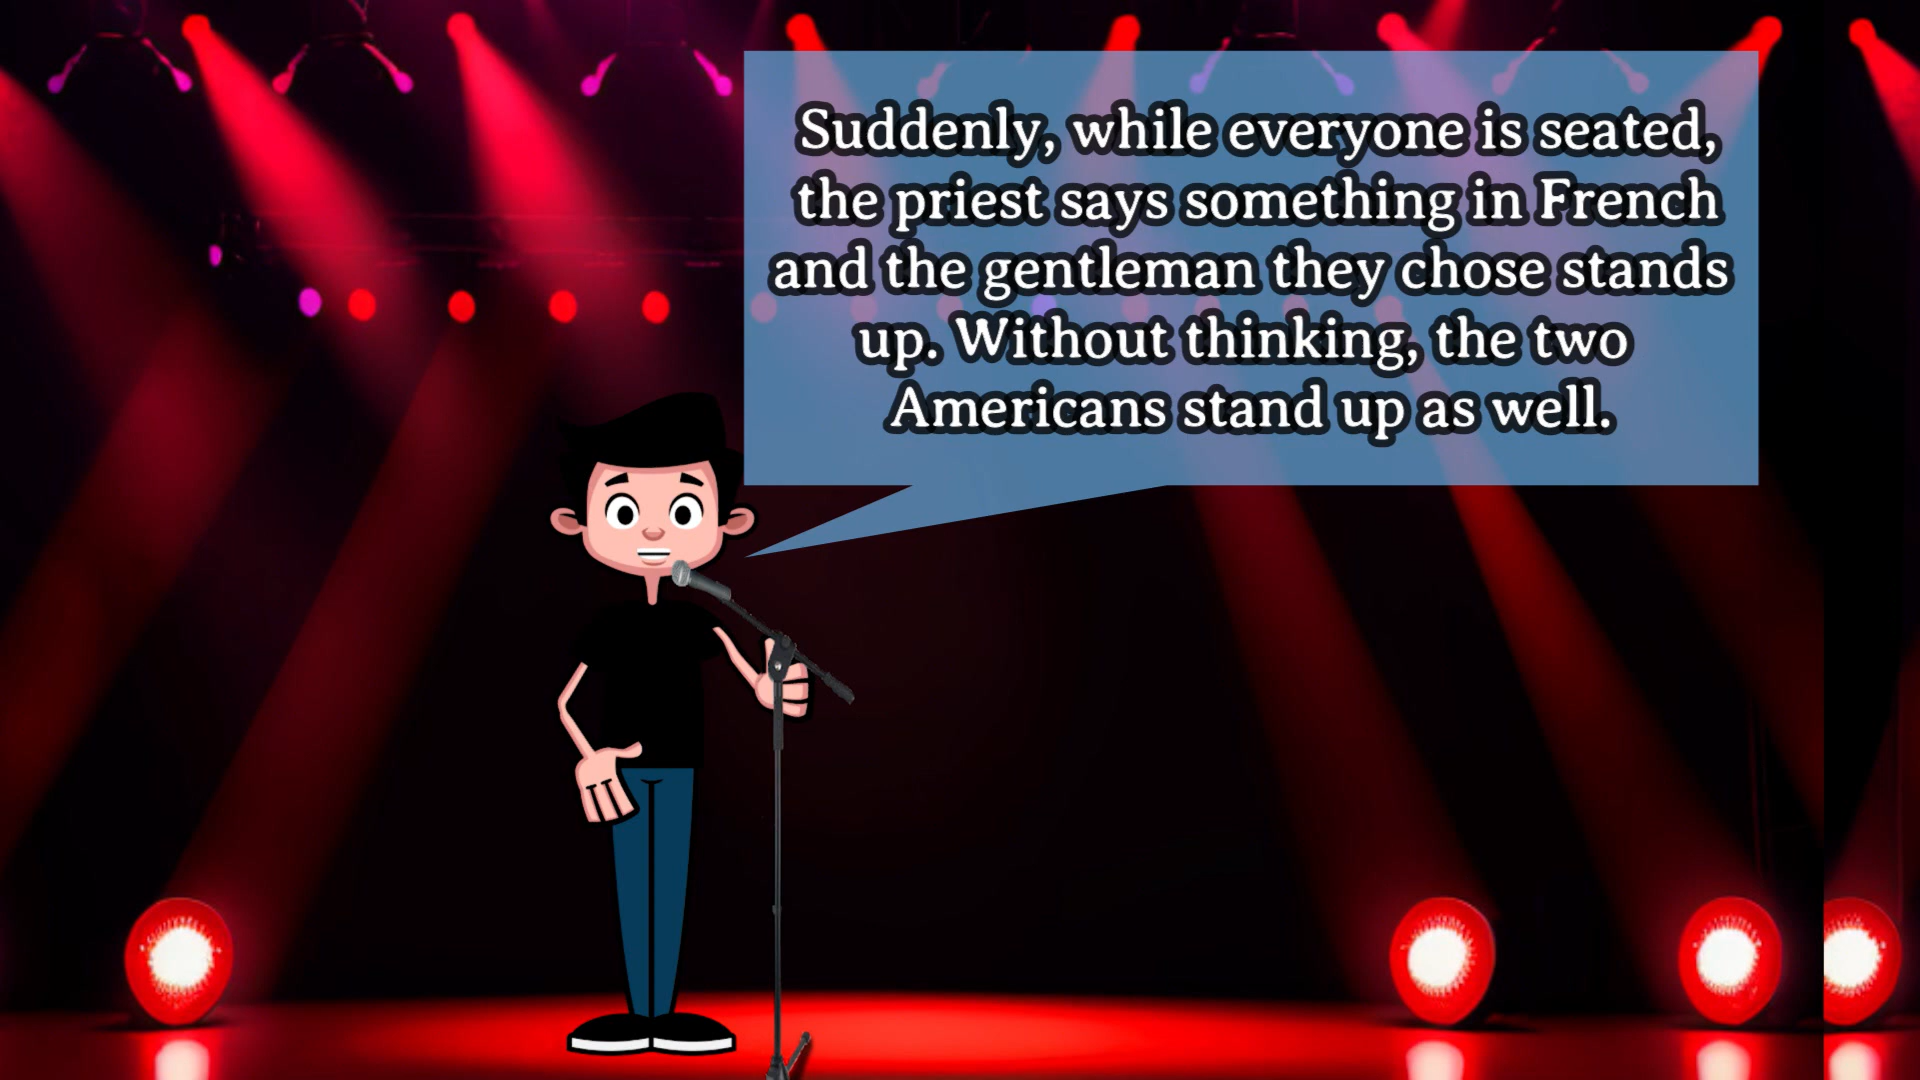 Suddenly, while everyone is seated,
the priest says something in French
and the gentleman they chose stands
up. Without thinking, the two
Americans stand up as well.